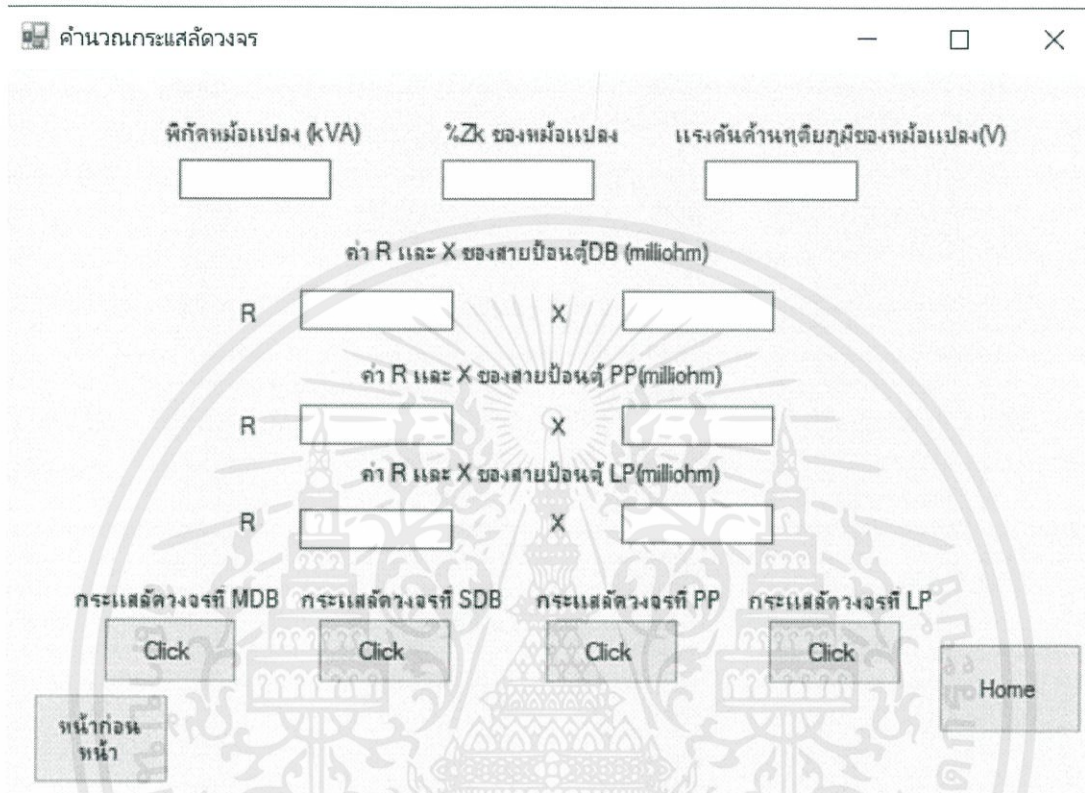 คำนวณกระแสลัดวงจร
พิกัดหม้อแปลง (kVA) %Zk ของหม้อแปลง แรงดันด้านทุติยภูมิของหม้อแปลง(V)
ค่า R และ X ของสายป้อนตู้DB (milliohm)
R X
ค่า R และ X ของสายป้อนตู้ PP(milliohm)
R X
ค่า R และ X ของสายป้อนตู้ LP(milliohm)
R X
กระแสลัดวงจรที่ MDB กระแสลัดวงจรที่ SDB กระแสลัดวงจรที่ PP กระแสลัดวงจรที่ LP
Click Click Click Click
Home
หน้าก่อน
หน้า